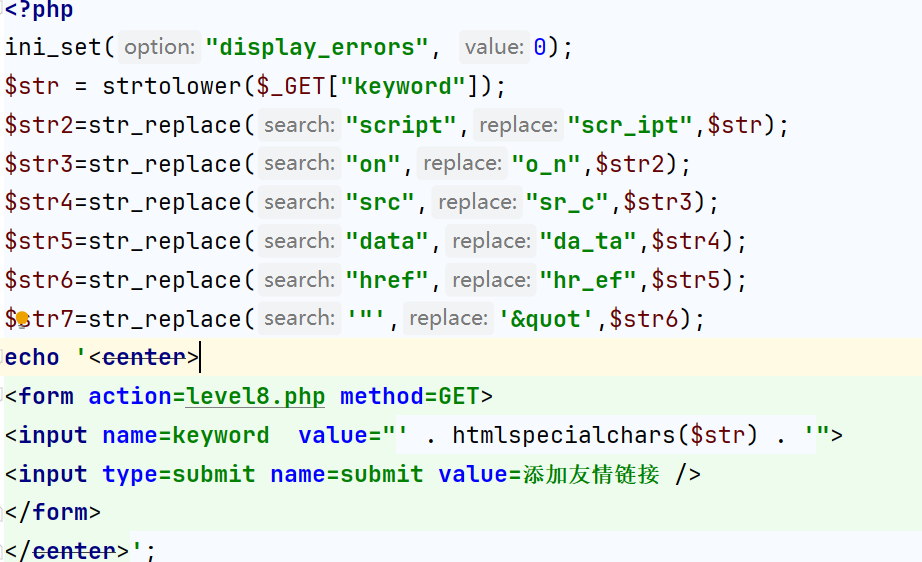 <?php
ini_set( option: "display_errors", value: 0);
$str = strtolower($_GET["keyword"]);
$str2=str_replace( search: "script", replace: "scr_ipt",$str);
$str3=str_replace( search: "on", replace: "o_n",$str2);
$str4=str_replace( search: "src", replace: "sr_c",$str3);
$str5=str_replace( search: "data", replace: "da_ta",$str4);
$str6=str_replace( search: "href", replace: "hr_ef",$str5);
$str7=str_replace( search: '"', replace: '&quot',$str6);
echo '<center>
<form action=level8.php method=GET>
<input name=keyword  value="' . htmlspecialchars($str) . '">
<input type=submit name=submit value=添加友情链接 />
</form>
</center>';